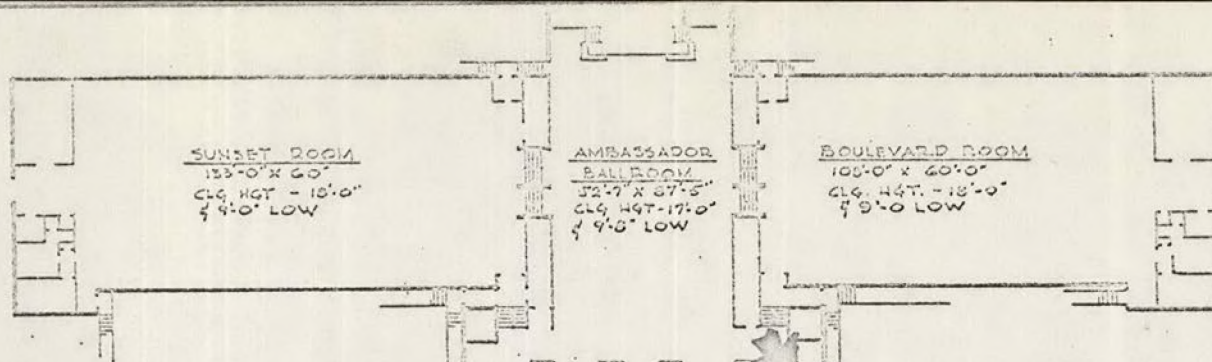 SUNSET ROOM
133'-0" X 60'
CLG HGT - 18'-0"
& 9'-0" LOW
AMBASSADOR
BALLROOM
52'-7" X 87'-5"
CLG HGT - 17'-0"
& 9'-8" LOW
BOULEVARD ROOM
108'-0" X 60'-0"
CLG. HGT. - 18'-0"
& 9'-0 LOW